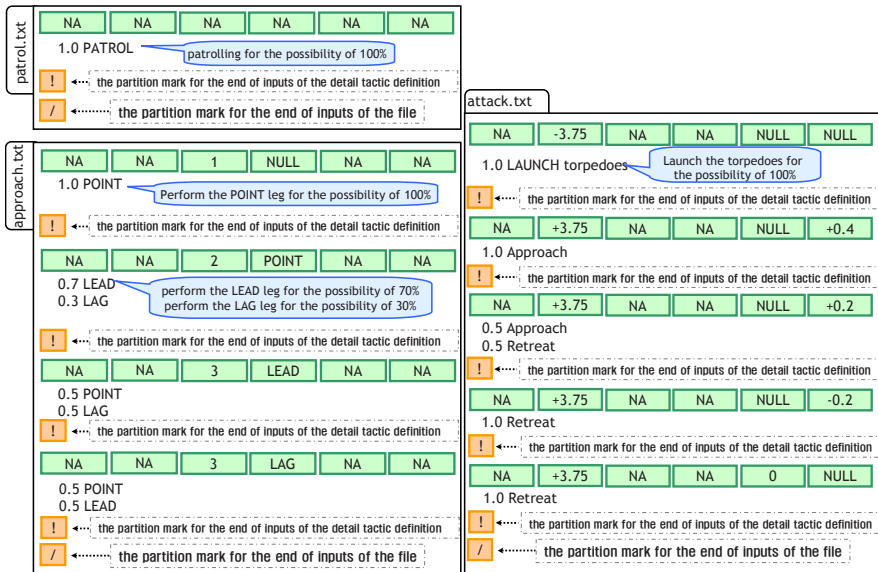 patrol.txt
NA NA NA NA NA NA
1.0 PATROL
patrolling for the possibility of 100%
! the partition mark for the end of inputs of the detail tactic definition
/ the partition mark for the end of inputs of the file
approach.txt
NA NA 1 NULL NA NA
1.0 POINT
Perform the POINT leg for the possibility of 100%
! the partition mark for the end of inputs of the detail tactic definition
NA NA 2 POINT NA NA
0.7 LEAD
0.3 LAG
perform the LEAD leg for the possibility of 70%
perform the LAG leg for the possibility of 30%
! the partition mark for the end of inputs of the detail tactic definition
NA NA 3 LEAD NA NA
0.5 POINT
0.5 LAG
! the partition mark for the end of inputs of the detail tactic definition
NA NA 3 LAG NA NA
0.5 POINT
0.5 LEAD
! the partition mark for the end of inputs of the detail tactic definition
/ the partition mark for the end of inputs of the file
attack.txt
NA -3.75 NA NA NULL NULL
1.0 LAUNCH torpedoes
Launch the torpedoes for
the possibility of 100%
! the partition mark for the end of inputs of the detail tactic definition
NA +3.75 NA NA NULL +0.4
1.0 Approach
! the partition mark for the end of inputs of the detail tactic definition
NA +3.75 NA NA NULL +0.2
0.5 Approach
0.5 Retreat
! the partition mark for the end of inputs of the detail tactic definition
NA +3.75 NA NA NULL -0.2
1.0 Retreat
! the partition mark for the end of inputs of the detail tactic definition
NA +3.75 NA NA 0 NULL
1.0 Retreat
! the partition mark for the end of inputs of the detail tactic definition
/ the partition mark for the end of inputs of the file